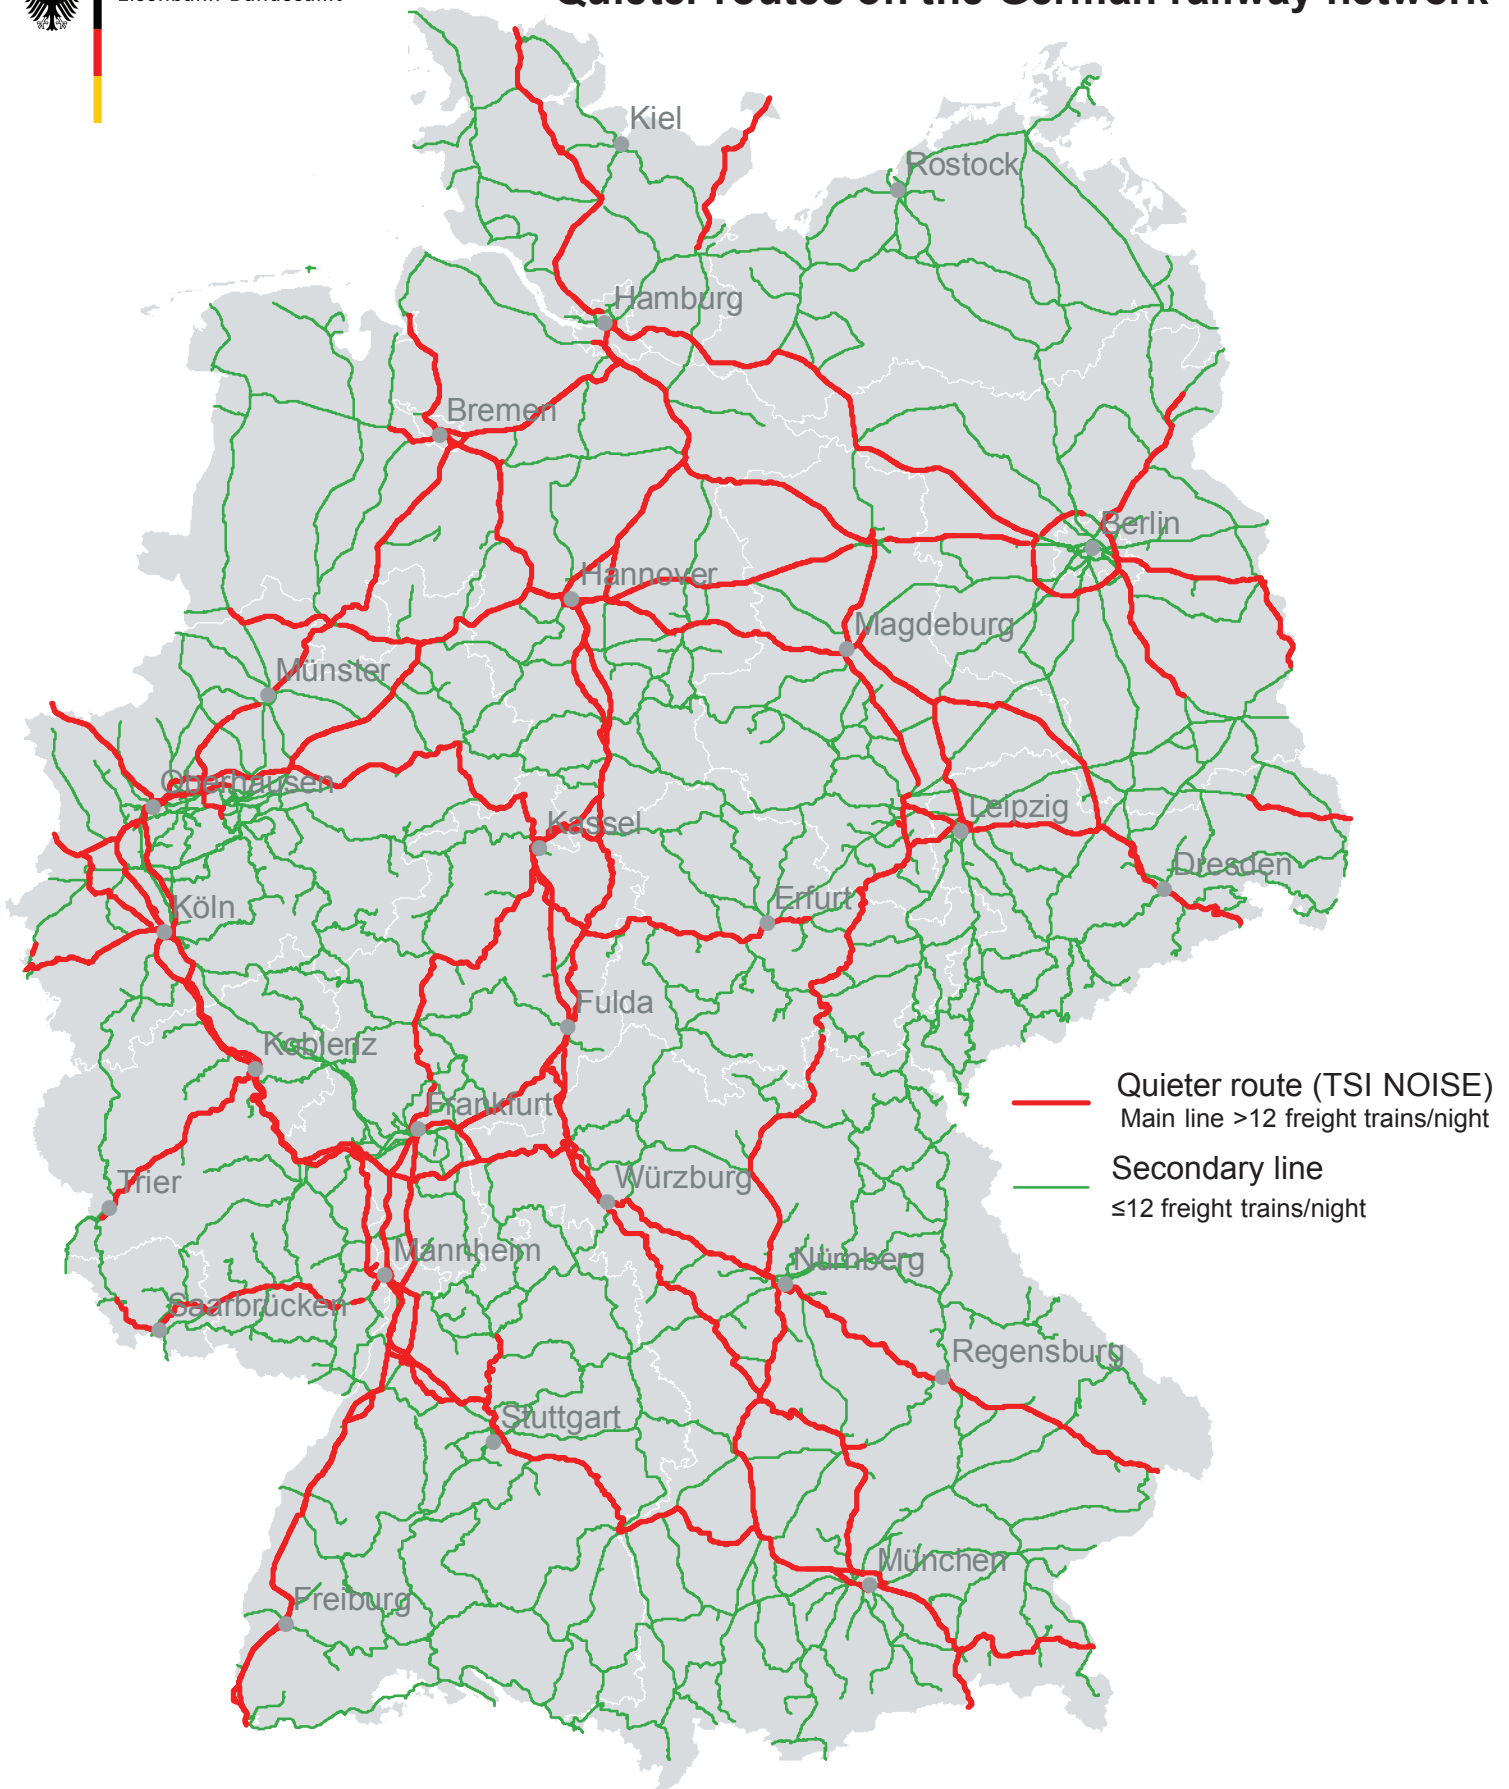 Eisenbahn-Bundesamt
Quieter routes on the German railway network
Kiel
Rostock
Hamburg
Bremen
Berlin
Hannover
Magdeburg
Münster
Oberhausen
Leipzig
Kassel
Dresden
Erfurt
Köln
Fulda
Koblenz
Quieter route (TSI NOISE)
Main line >12 freight trains/night
Frankfurt
Secondary line
≤12 freight trains/night
Trier
Würzburg
Mannheim
Nürnberg
Saarbrücken
Regensburg
Stuttgart
München
Freiburg